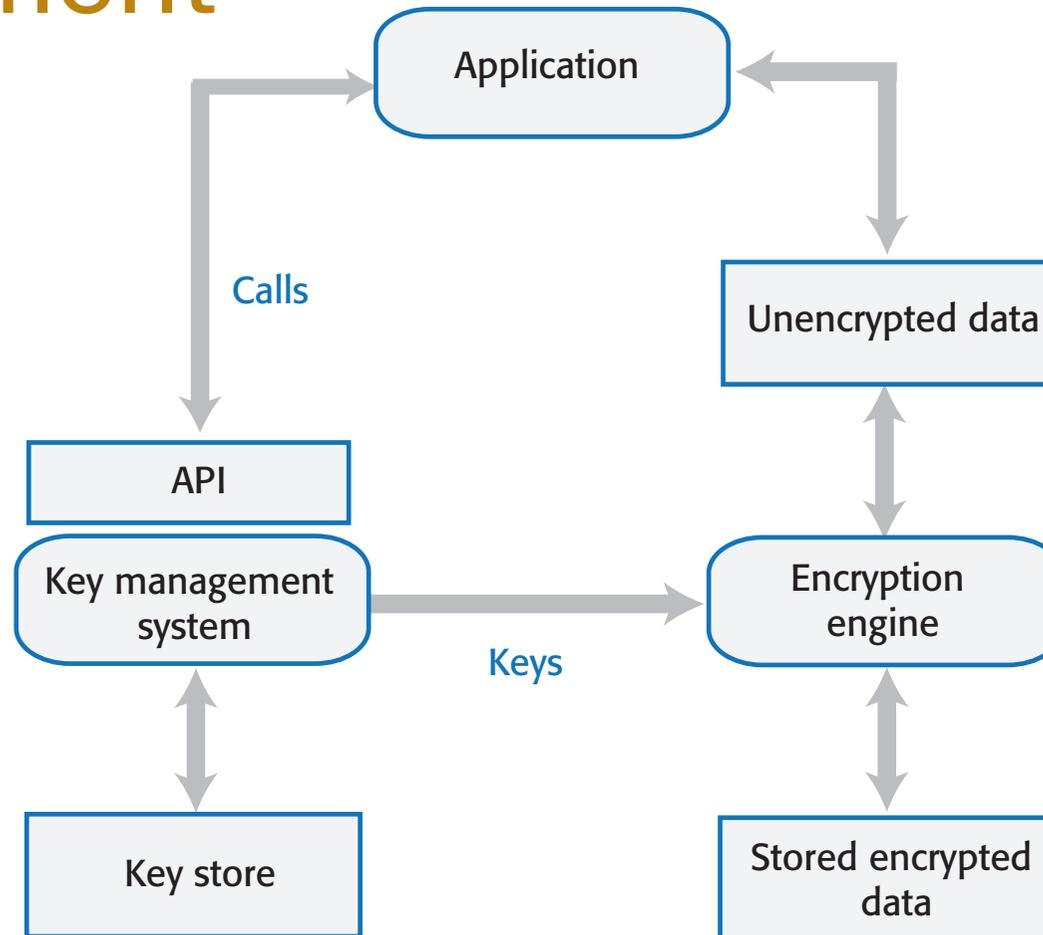 Application
Calls
Unencrypted data
API
Key management
system
Encryption
engine
Keys
Key store
Stored encrypted
data